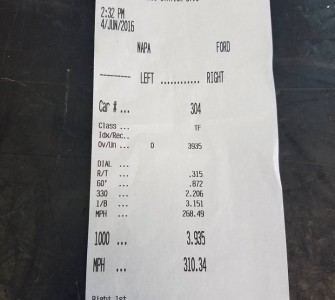 2:32 PM
4/JUN/2016
NAPA FORD
---------- LEFT ............ RIGHT
Car # ... 304
Class ... TF
Idx/Rec..
Ov/Un ... 0 3935
DIAL ...
R/T ... .315
60' ... .872
330 ... 2.206
1/8 ... 3.151
MPH ... 268.49
1000 ... 3.935
MPH ... 310.34
Right 1st